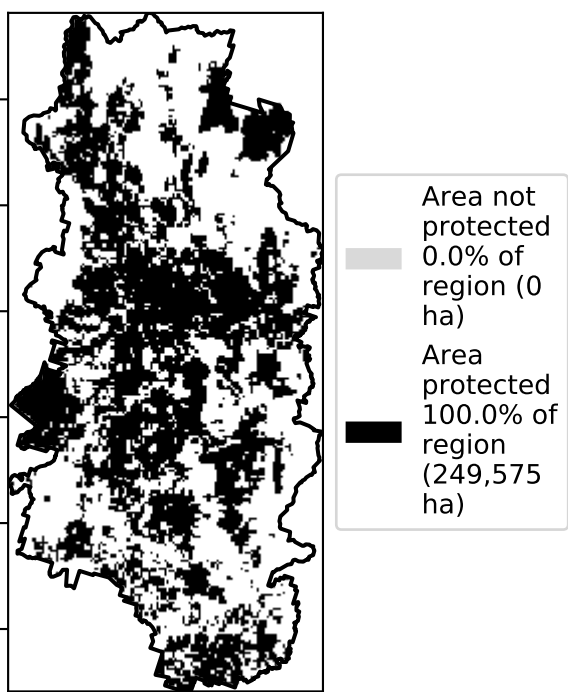 Area not
protected
0.0% of
region (0
ha)
Area
protected
100.0% of
region
(249,575
ha)